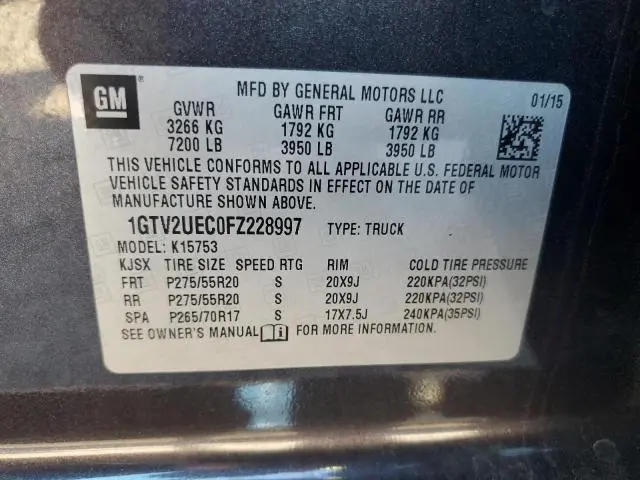 GM
MFD BY GENERAL MOTORS LLC
01/15
GVWR GAWR FRT GAWR RR
3266 KG 1792 KG 1792 KG
7200 LB 3950 LB 3950 LB
THIS VEHICLE CONFORMS TO ALL APPLICABLE U.S. FEDERAL MOTOR
VEHICLE SAFETY STANDARDS IN EFFECT ON THE DATE OF
MANUFACTURE SHOWN ABOVE.
1GTV2UEC0FZ228997 TYPE: TRUCK
MODEL: K15753
KJSX TIRE SIZE SPEED RTG RIM COLD TIRE PRESSURE
FRT P275/55R20 S 20X9J 220KPA(32PSI)
RR P275/55R20 S 20X9J 220KPA(32PSI)
SPA P265/70R17 S 17X7.5J 240KPA(35PSI)
SEE OWNER'S MANUAL FOR MORE INFORMATION.